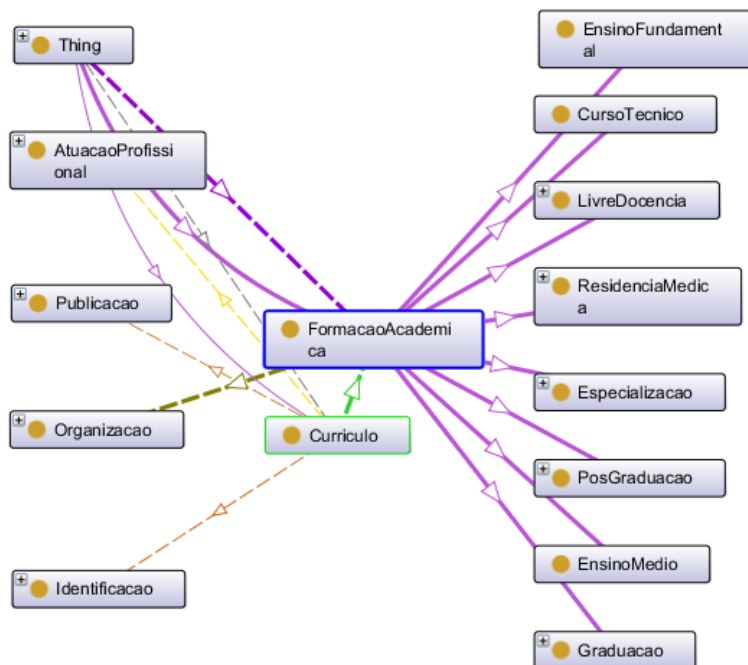 Thing
AtuacaoProfissi
onal
Publicacao
Organizacao
Identificacao
FormacaoAcademi
ca
Curriculo
EnsinoFundament
al
CursoTecnico
LivreDocencia
ResidenciaMedic
a
Especializacao
PosGraduacao
EnsinoMedio
Graduacao